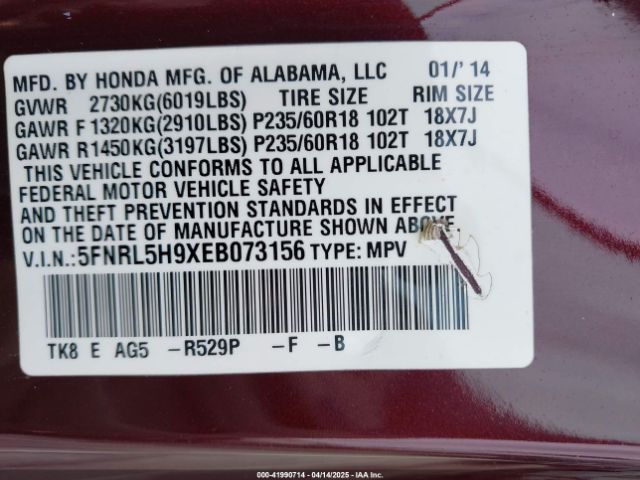 MFD. BY HONDA MFG. OF ALABAMA, LLC 01/' 14
GVWR 2730KG(6019LBS) TIRE SIZE RIM SIZE
GAWR F 1320KG(2910LBS) P235/60R18 102T 18X7J
GAWR R1450KG(3197LBS) P235/60R18 102T 18X7J
THIS VEHICLE CONFORMS TO ALL APPLICABLE
FEDERAL MOTOR VEHICLE SAFETY
AND THEFT PREVENTION STANDARDS IN EFFECT
ON THE DATE OF MANUFACTURE SHOWN ABOVE.
V.I.N.: 5FNRL5H9XEB073156 TYPE: MPV
TK8 E AG5 -R529P -F -B
000-41990714 | 04/14/2025 | IAA Inc.